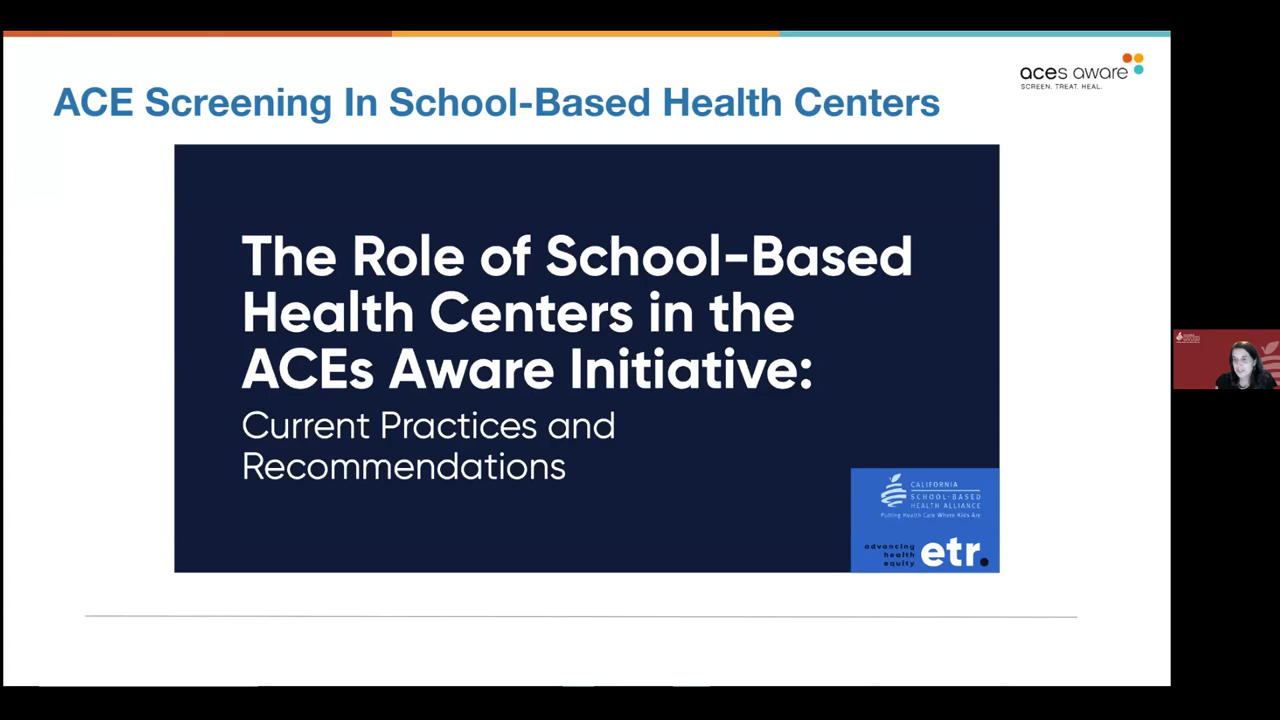 aces aware
SCREEN. TREAT. HEAL.
ACE Screening In School-Based Health Centers
The Role of School-Based
Health Centers in the
ACEs Aware Initiative:
Current Practices and
Recommendations
CALIFORNIA
SCHOOL-BASED
HEALTH ALLIANCE
Putting Health Care Where Kids Are
advancing
health
equity
etr.